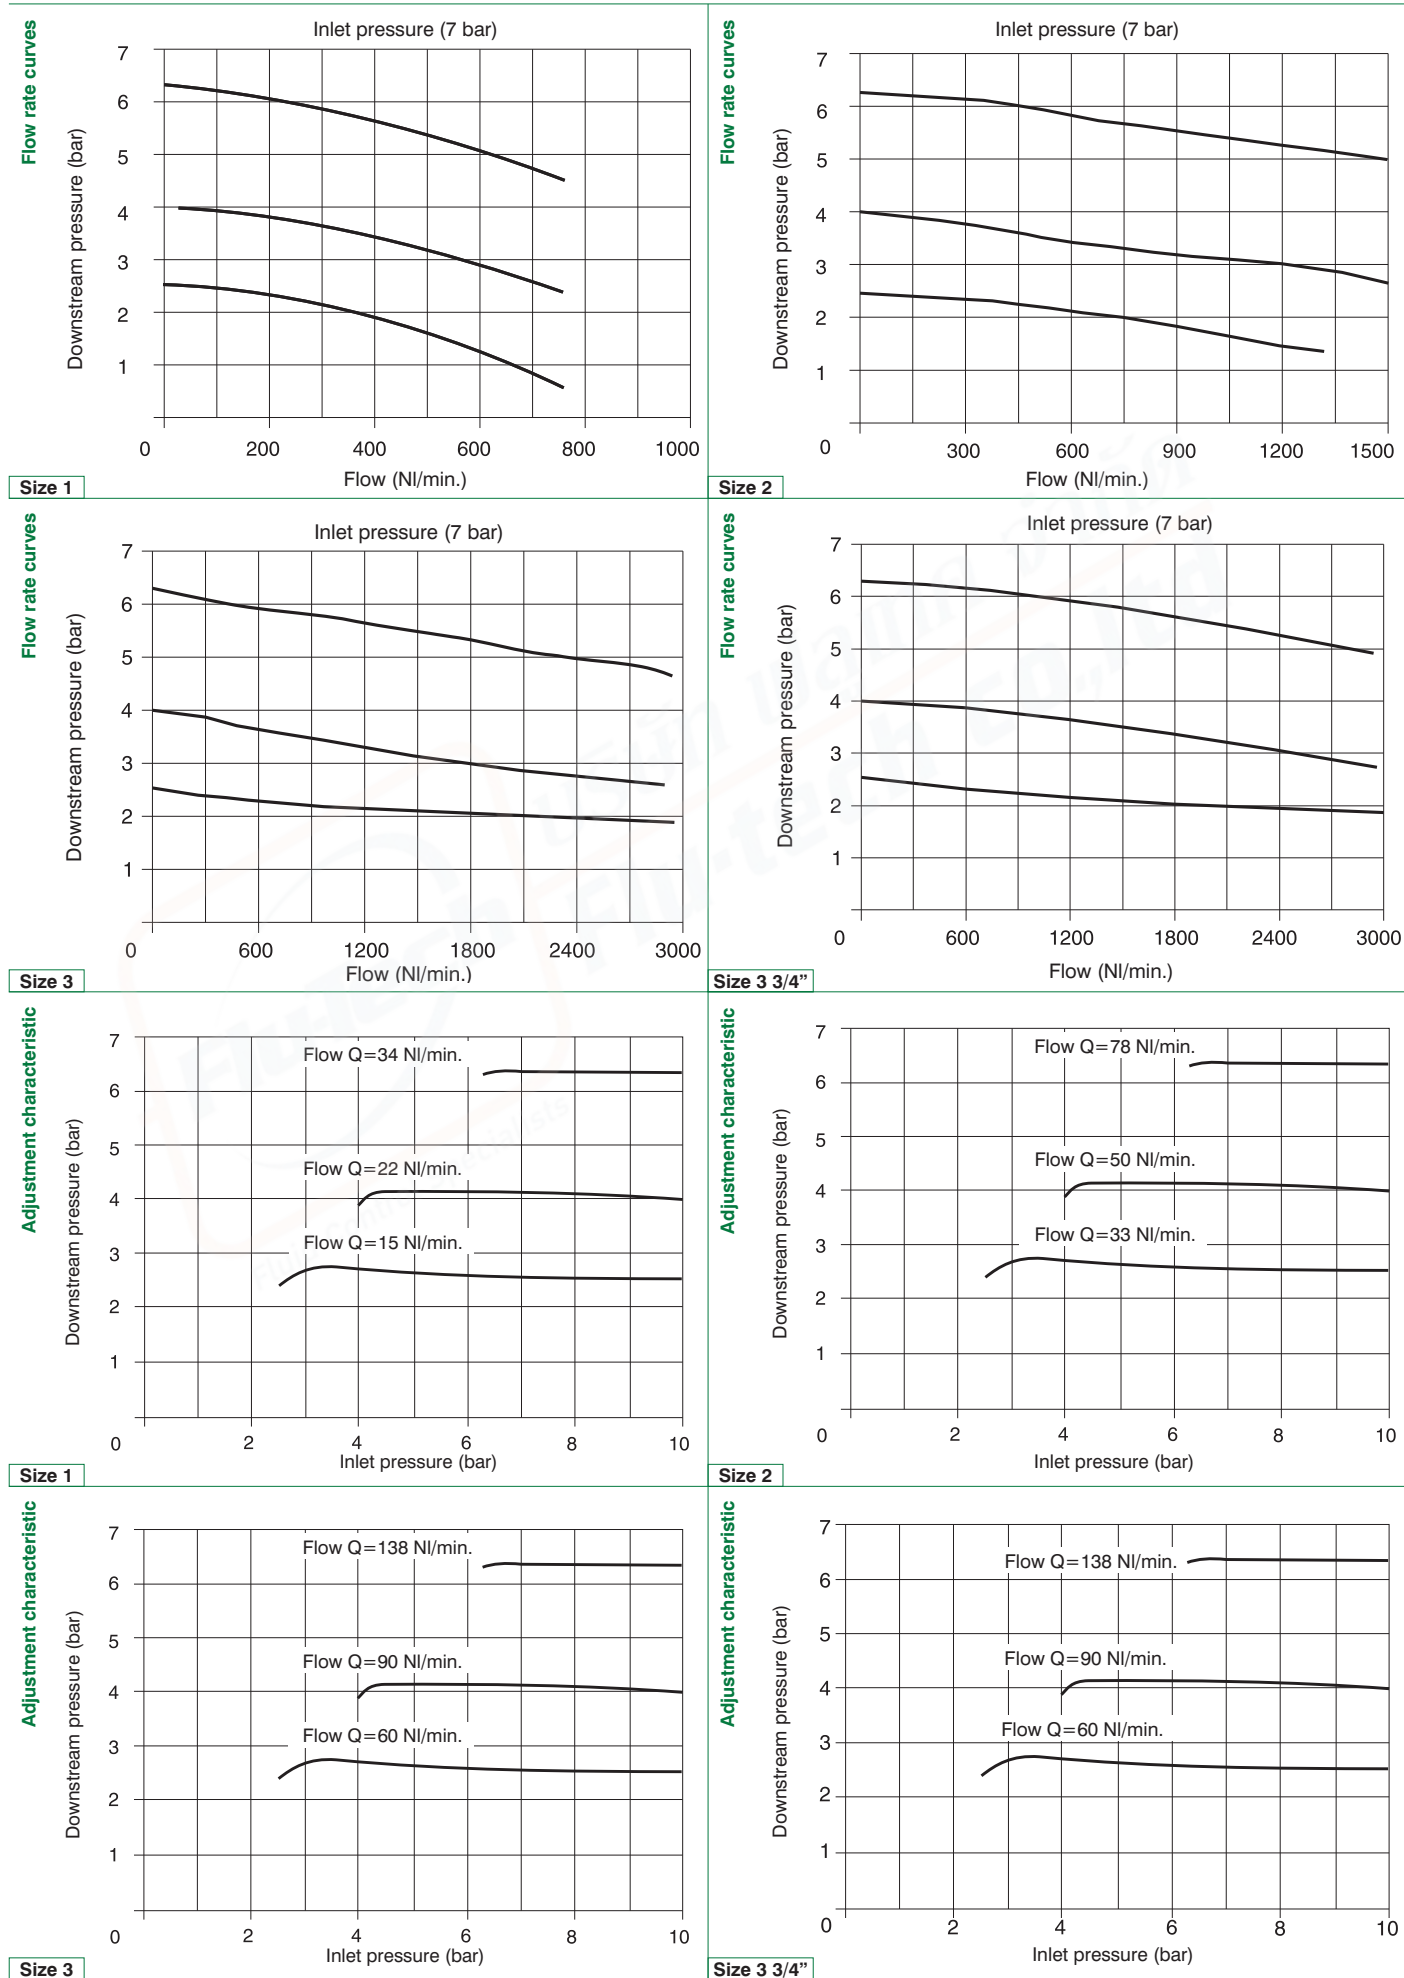 Flow rate curves
Inlet pressure (7 bar)
Downstream pressure (bar)
7
6
5
4
3
2
1
0 200 400 600 800 1000
Flow (Nl/min.)
Size 1
Flow rate curves
Inlet pressure (7 bar)
Downstream pressure (bar)
7
6
5
4
3
2
1
0 300 600 900 1200 1500
Flow (Nl/min.)
Size 2
Flow rate curves
Inlet pressure (7 bar)
Downstream pressure (bar)
7
6
5
4
3
2
1
0 600 1200 1800 2400 3000
Flow (Nl/min.)
Size 3
Flow rate curves
Inlet pressure (7 bar)
Downstream pressure (bar)
7
6
5
4
3
2
1
0 600 1200 1800 2400 3000
Flow (Nl/min.)
Size 3 3/4”
Adjustment characteristic
Downstream pressure (bar)
7
6
5
4
3
2
1
Flow Q=34 Nl/min.
Flow Q=22 Nl/min.
Flow Q=15 Nl/min.
0 2 4 6 8 10
Inlet pressure (bar)
Size 1
Adjustment characteristic
Downstream pressure (bar)
7
6
5
4
3
2
1
Flow Q=78 Nl/min.
Flow Q=50 Nl/min.
Flow Q=33 Nl/min.
0 2 4 6 8 10
Inlet pressure (bar)
Size 2
Adjustment characteristic
Downstream pressure (bar)
7
6
5
4
3
2
1
Flow Q=138 Nl/min.
Flow Q=90 Nl/min.
Flow Q=60 Nl/min.
0 2 4 6 8 10
Inlet pressure (bar)
Size 3
Adjustment characteristic
Downstream pressure (bar)
7
6
5
4
3
2
1
Flow Q=138 Nl/min.
Flow Q=90 Nl/min.
Flow Q=60 Nl/min.
0 2 4 6 8 10
Inlet pressure (bar)
Size 3 3/4”
Flu-Tech
Flu-tech co.,ltd